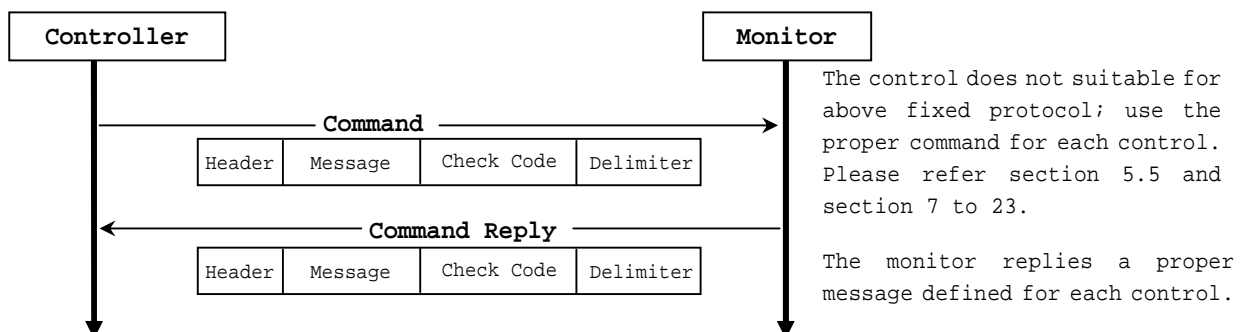 Controller
Monitor
The control does not suitable for
above fixed protocol; use the
proper command for each control.
Please refer section 5.5 and
section 7 to 23.
Command
Header Message Check Code Delimiter
Command Reply
Header Message Check Code Delimiter
The monitor replies a proper
message defined for each control.